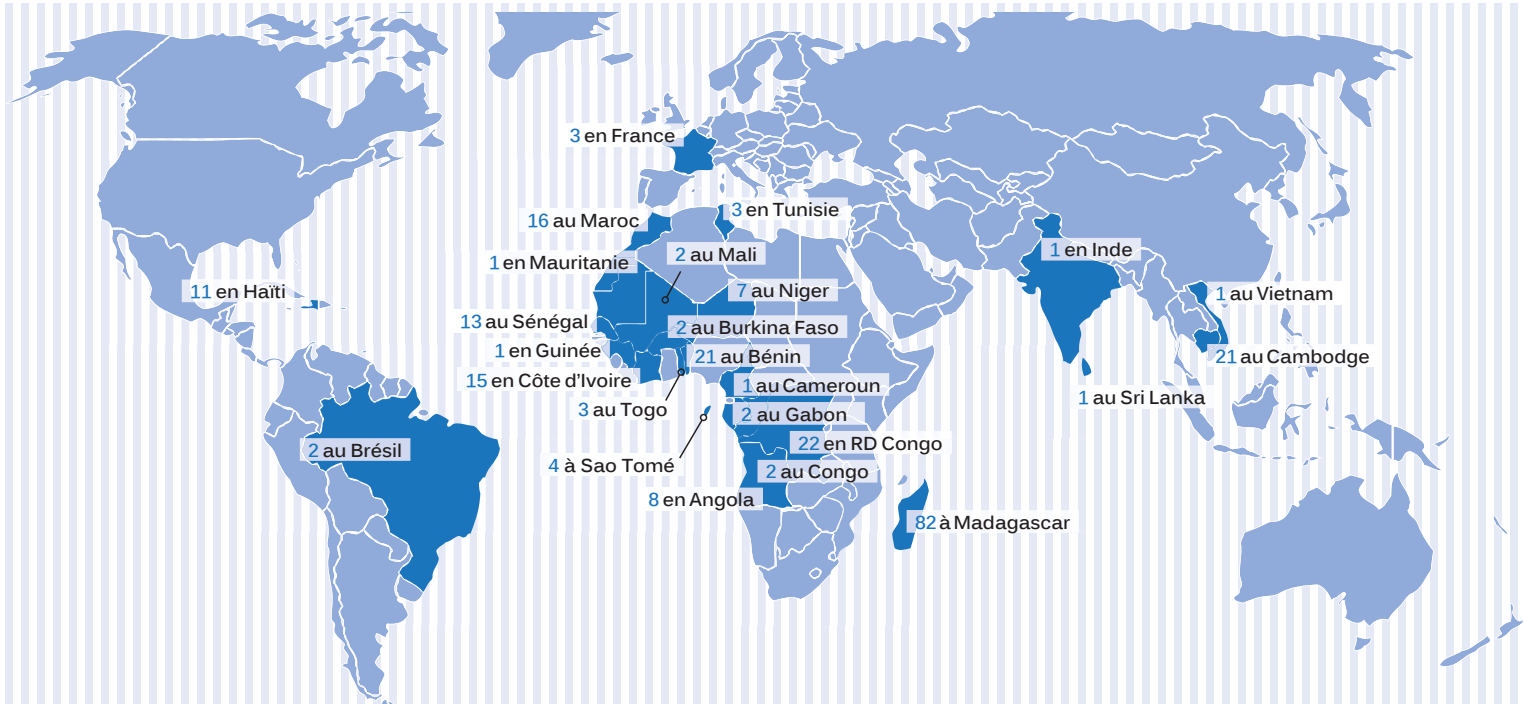 3 en France
16 au Maroc
3 en Tunisie
1 en Mauritanie
2 au Mali
1 en Inde
11 en Haïti
7 au Niger
1 au Vietnam
13 au Sénégal
2 au Burkina Faso
1 en Guinée
21 au Bénin
21 au Cambodge
15 en Côte d'Ivoire
1 au Cameroun
1 au Sri Lanka
3 au Togo
2 au Gabon
2 au Brésil
22 en RD Congo
4 à Sao Tomé
2 au Congo
8 en Angola
82 à Madagascar